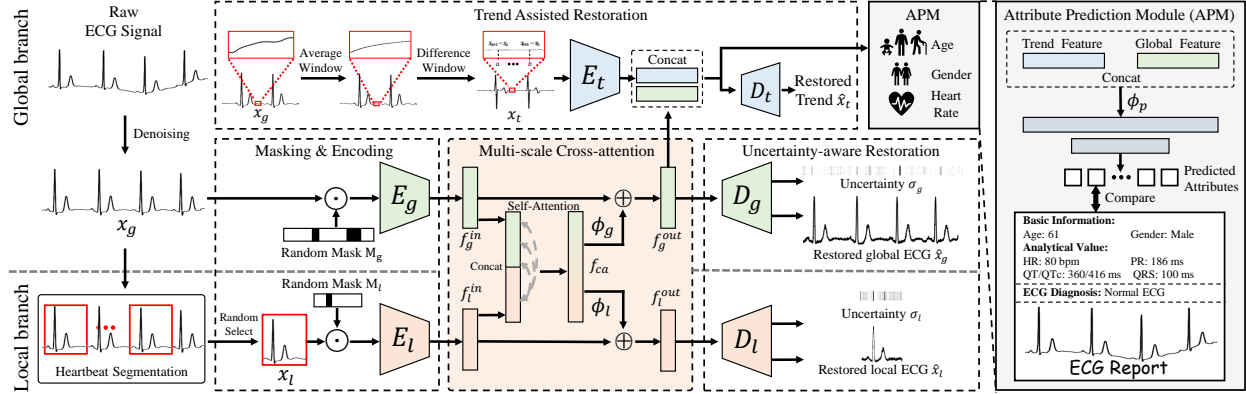 Global branch
Local branch
Raw
ECG Signal
Denoising
x_g
Heartbeat Segmentation
Random
Select
x_l
Trend Assisted Restoration
Average
Window
Difference
Window
x_g
x_t
E_t
Concat
D_t
Restored
Trend x̂_t
APM
Age
Gender
Heart
Rate
Masking & Encoding
E_g
Random Mask M_g
Random Mask M_l
E_l
Multi-scale Cross-attention
Self-Attention
f_g^in
ϕ_g
f_g^out
Concat
f_ca
f_l^in
ϕ_l
f_l^out
Uncertainty-aware Restoration
D_g
Uncertainty σ_g
Restored global ECG x̂_g
D_l
Uncertainty σ_l
Restored local ECG x̂_l
Attribute Prediction Module (APM)
Trend Feature Global Feature
Concat
ϕ_p
Predicted
Attributes
Compare
Basic Information:
Age: 61 Gender: Male
Analytical Value:
HR: 80 bpm PR: 186 ms
QT/QTc: 360/416 ms QRS: 100 ms
ECG Diagnosis: Normal ECG
ECG Report